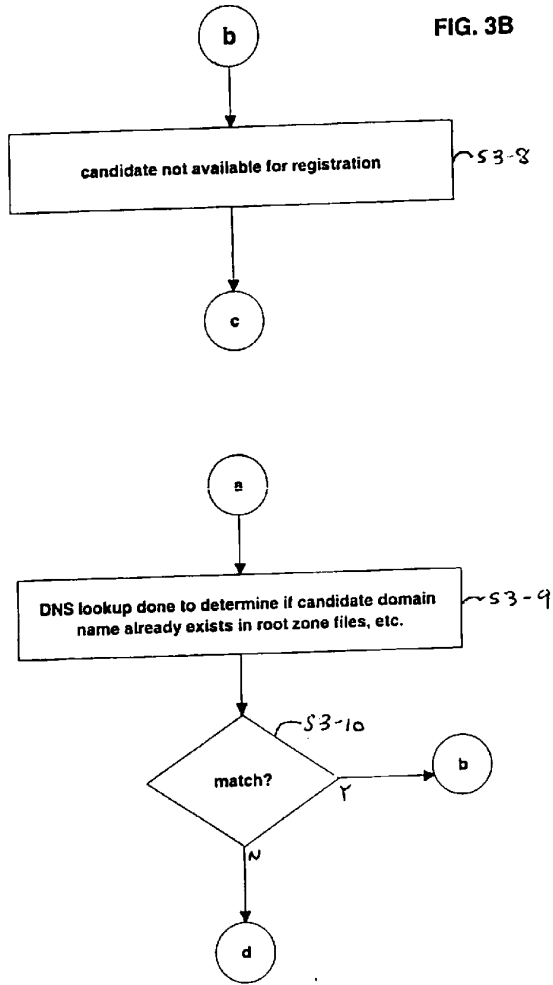 FIG. 3B
b
candidate not available for registration
S3-8
c
a
DNS lookup done to determine if candidate domain
name already exists in root zone files, etc.
S3-9
S3-10
match?
Y
b
N
d